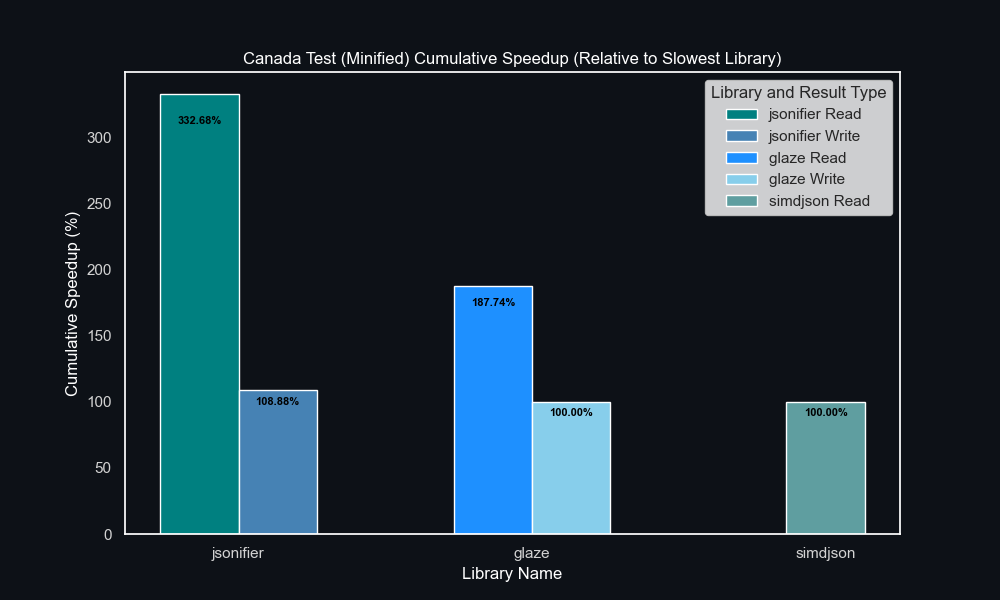 Canada Test (Minified) Cumulative Speedup (Relative to Slowest Library)
Library and Result Type
jsonifier Read
jsonifier Write
glaze Read
glaze Write
simdjson Read
Cumulative Speedup (%)
300
250
200
150
100
50
0
332.68%
108.88%
187.74%
100.00%
100.00%
jsonifier
glaze
simdjson
Library Name